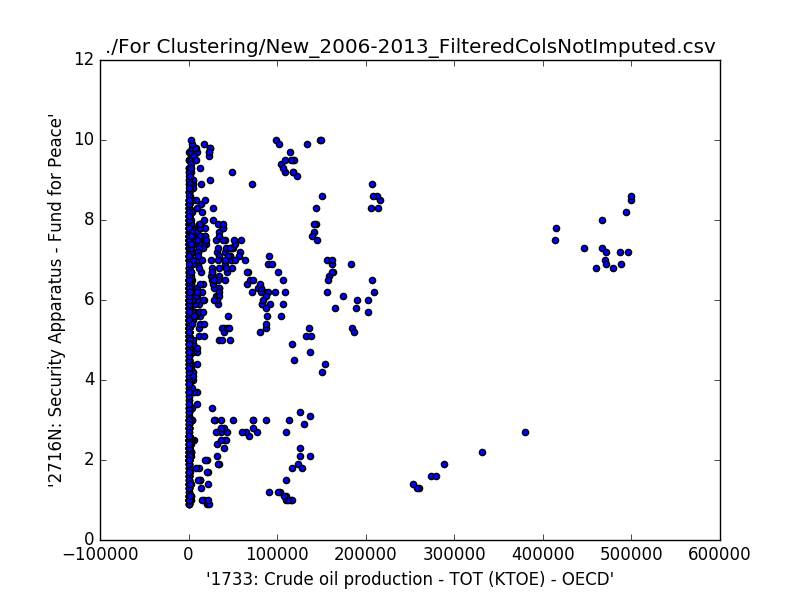 ./For Clustering/New_2006-2013_FilteredColsNotImputed.csv
12
10
8
6
4
2
0
'2716N: Security Apparatus - Fund for Peace'
−100000 0 100000 200000 300000 400000 500000 600000
'1733: Crude oil production - TOT (KTOE) - OECD'